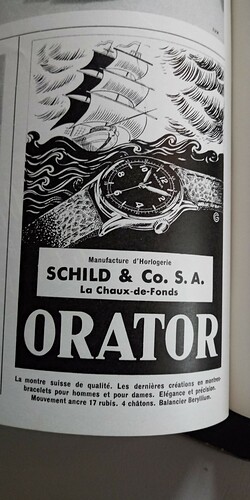 Manufacture d'Horlogerie
SCHILD & Co. S. A.
La Chaux-de-Fonds
ORATOR
La montre suisse de qualité. Les dernières créations en montres-
bracelets pour hommes et pour dames. Elégance et précision.
Mouvement ancre 17 rubis. 4 châtons. Balancier Beryllium.